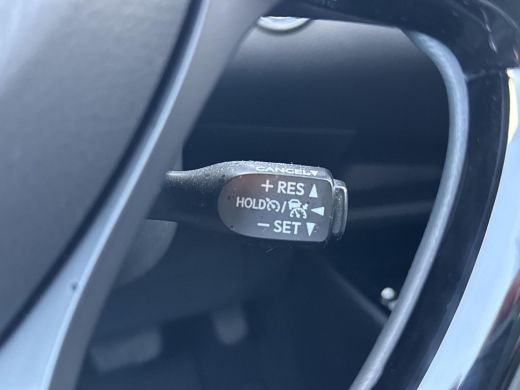 CANCEL▼
+ RES ▲
HOLD / ◄
− SET ▼